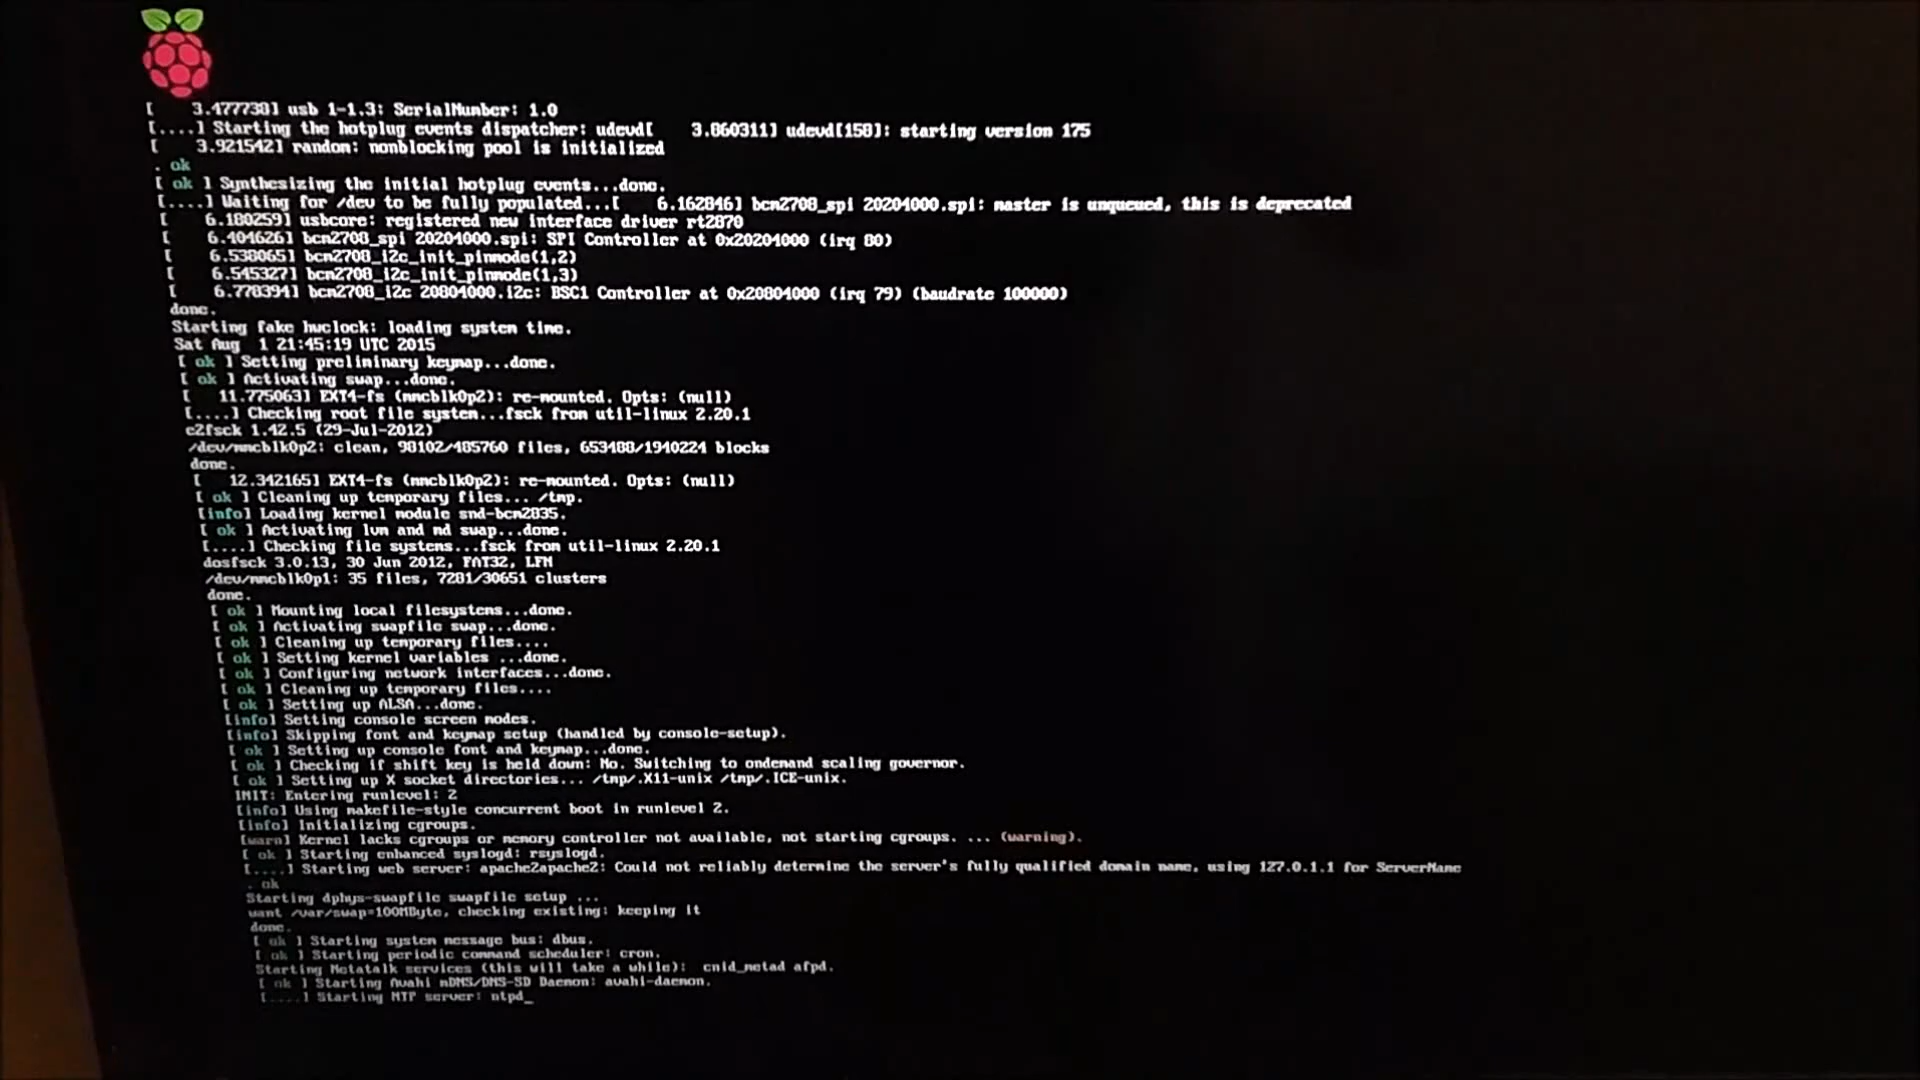 [    3.477738] usb 1-1.3: SerialNumber: 1.0
[....] Starting the hotplug events dispatcher: udevd[    3.860311] udevd[158]: starting version 175
[    3.921542] random: nonblocking pool is initialized
. ok
[ ok ] Synthesizing the initial hotplug events...done.
[....] Waiting for /dev to be fully populated...[    6.162846] bcm2708_spi 20204000.spi: master is unqueued, this is deprecated
[    6.180259] usbcore: registered new interface driver rt2870
[    6.404626] bcm2708_spi 20204000.spi: SPI Controller at 0x20204000 (irq 80)
[    6.538065] bcm2708_i2c_init_pinmode(1,2)
[    6.545327] bcm2708_i2c_init_pinmode(1,3)
[    6.778394] bcm2708_i2c 20804000.i2c: BSC1 Controller at 0x20804000 (irq 79) (baudrate 100000)
done.
Starting fake hwclock: loading system time.
Sat Aug  1 21:45:19 UTC 2015
[ ok ] Setting preliminary keymap...done.
[ ok ] Activating swap...done.
[   11.775063] EXT4-fs (mmcblk0p2): re-mounted. Opts: (null)
[....] Checking root file system...fsck from util-linux 2.20.1
e2fsck 1.42.5 (29-Jul-2012)
/dev/mmcblk0p2: clean, 98102/485760 files, 653488/1940224 blocks
done.
[   12.342165] EXT4-fs (mmcblk0p2): re-mounted. Opts: (null)
[ ok ] Cleaning up temporary files... /tmp.
[info] Loading kernel module snd-bcm2835.
[ ok ] Activating lvm and md swap...done.
[....] Checking file systems...fsck from util-linux 2.20.1
dosfsck 3.0.13, 30 Jun 2012, FAT32, LFN
/dev/mmcblk0p1: 35 files, 7281/30651 clusters
done.
[ ok ] Mounting local filesystems...done.
[ ok ] Activating swapfile swap...done.
[ ok ] Cleaning up temporary files....
[ ok ] Setting kernel variables ...done.
[ ok ] Configuring network interfaces...done.
[ ok ] Cleaning up temporary files....
[ ok ] Setting up ALSA...done.
[info] Setting console screen modes.
[info] Skipping font and keymap setup (handled by console-setup).
[ ok ] Setting up console font and keymap...done.
[ ok ] Checking if shift key is held down: No. Switching to ondemand scaling governor.
[ ok ] Setting up X socket directories... /tmp/.X11-unix /tmp/.ICE-unix.
INIT: Entering runlevel: 2
[info] Using makefile-style concurrent boot in runlevel 2.
[info] Initializing cgroups.
[warn] Kernel lacks cgroups or memory controller not available, not starting cgroups. ... (warning).
[ ok ] Starting enhanced syslogd: rsyslogd.
[....] Starting web server: apache2apache2: Could not reliably determine the server's fully qualified domain name, using 127.0.1.1 for ServerName
. ok
Starting dphys-swapfile swapfile setup ...
want /var/swap=100MByte, checking existing: keeping it
done.
[ ok ] Starting system message bus: dbus.
[ ok ] Starting periodic command scheduler: cron.
Starting Netatalk services (this will take a while):  cnid_metad afpd.
[ ok ] Starting Avahi mDNS/DNS-SD Daemon: avahi-daemon.
[....] Starting NTP server: ntpd_